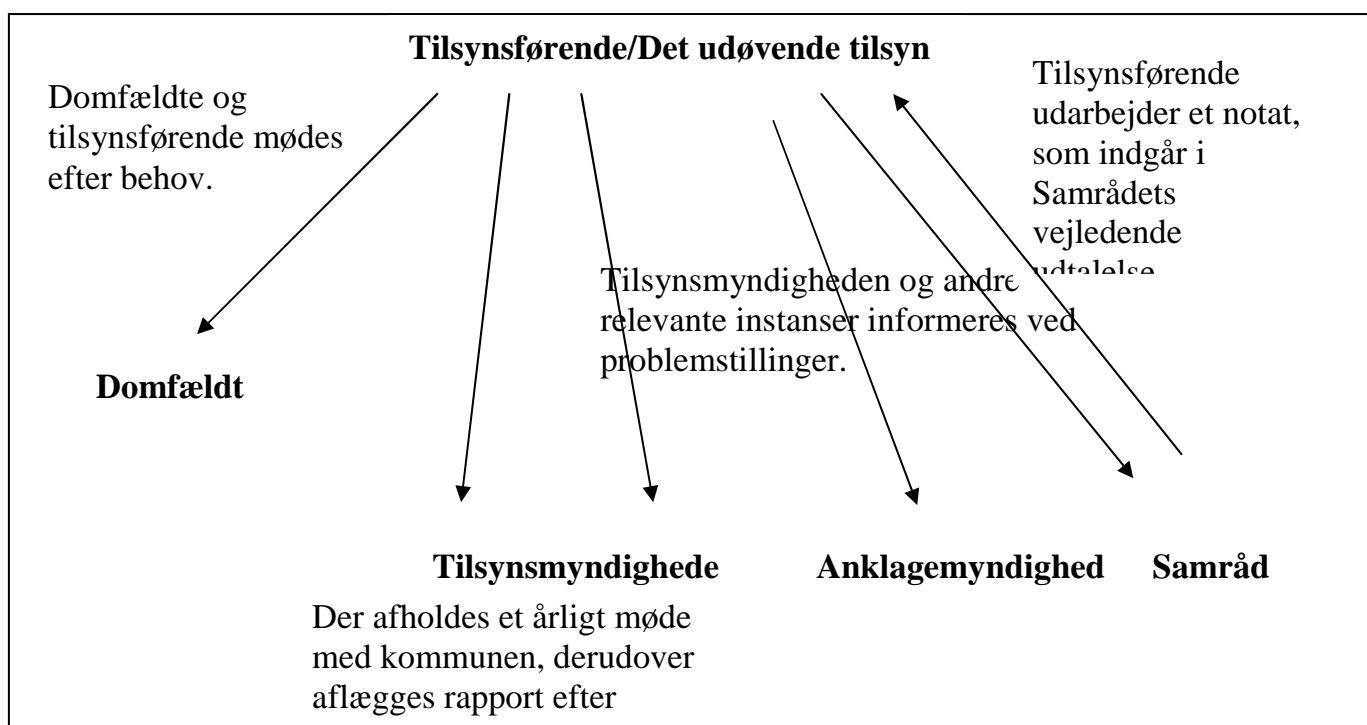 Tilsynsførende/Det udøvende tilsyn
Domfældte og
tilsynsførende mødes
efter behov.
Tilsynsførende
udarbejder et notat,
som indgår i
Samrådets
vejledende
udtalelse
Tilsynsmyndigheden og andre
relevante instanser informeres ved
problemstillinger.
Domfældt
Tilsynsmyndighede
Anklagemyndighed
Samråd
Der afholdes et årligt møde
med kommunen, derudover
aflægges rapport efter